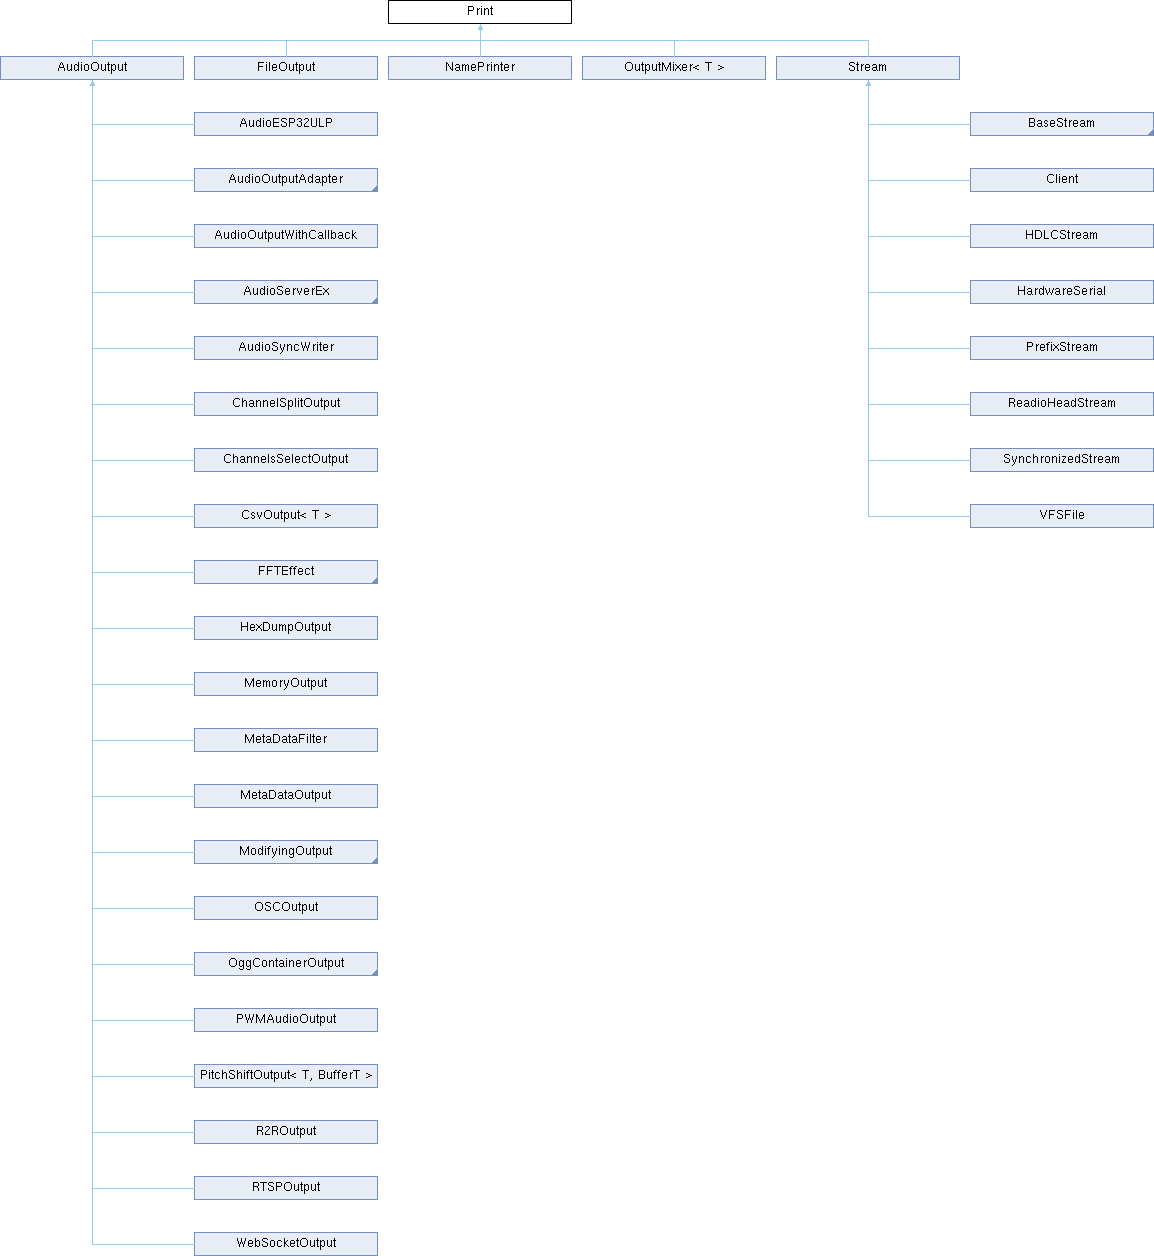 Print
AudioOutput
FileOutput
NamePrinter
OutputMixer< T >
Stream
AudioESP32ULP
BaseStream
AudioOutputAdapter
Client
AudioOutputWithCallback
HDLCStream
AudioServerEx
HardwareSerial
AudioSyncWriter
PrefixStream
ChannelSplitOutput
ReadioHeadStream
ChannelsSelectOutput
SynchronizedStream
CsvOutput< T >
VFSFile
FFTEffect
HexDumpOutput
MemoryOutput
MetaDataFilter
MetaDataOutput
ModifyingOutput
OSCOutput
OggContainerOutput
PWMAudioOutput
PitchShiftOutput< T, BufferT >
R2ROutput
RTSPOutput
WebSocketOutput